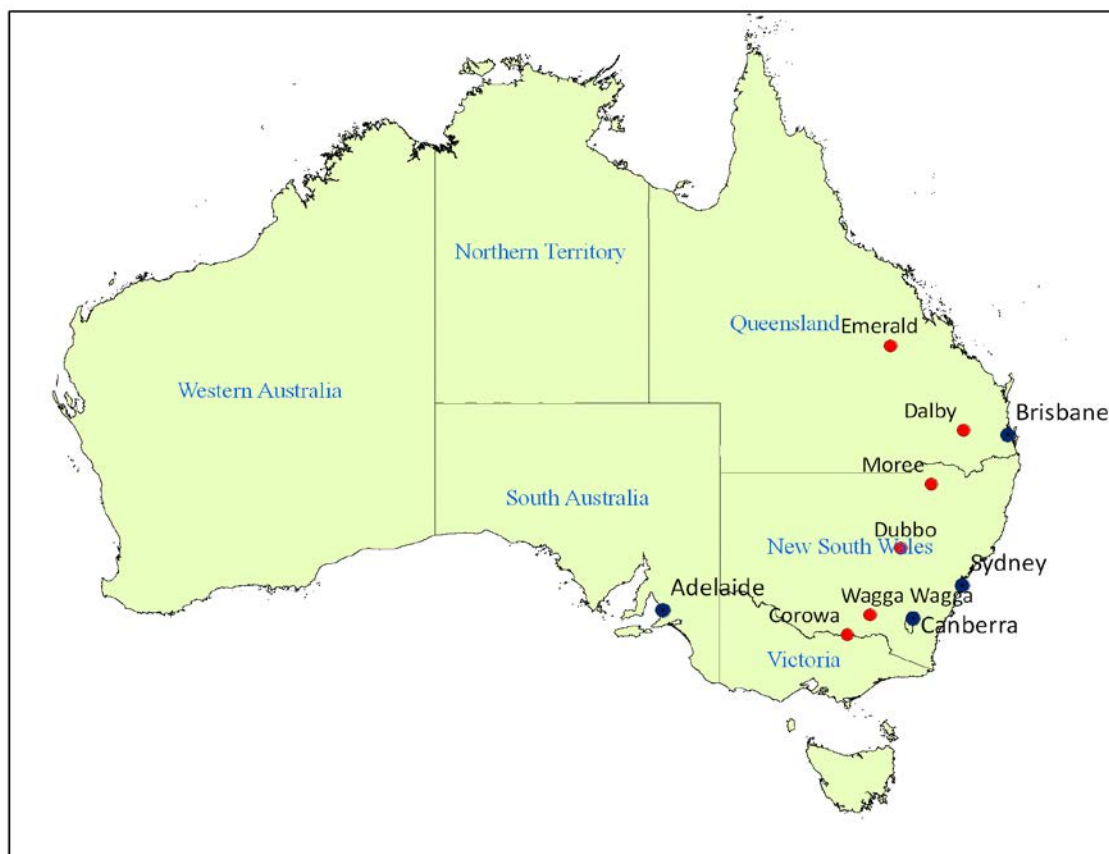 Northern Territory
Queensland
Emerald
Western Australia
Dalby
Brisbane
Moree
South Australia
Dubbo
New South Wales
Sydney
Adelaide
Wagga Wagga
Corowa
Canberra
Victoria